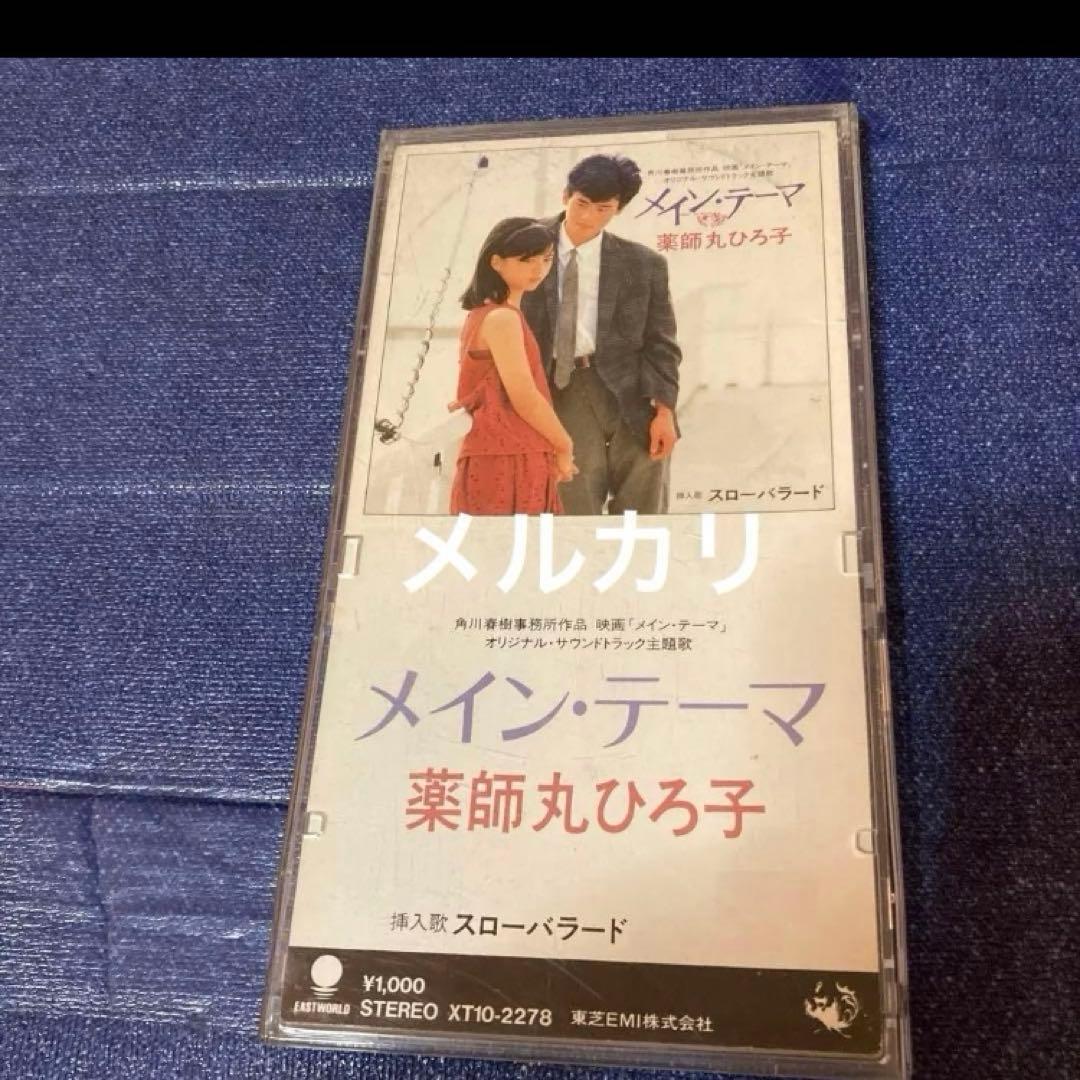 角川春樹事務所作品 映画「メイン・テーマ」
オリジナル・サウンドトラック主題歌
メイン・テーマ
薬師丸ひろ子
挿入歌 スローバラード
メルカリ
角川春樹事務所作品 映画「メイン・テーマ」
オリジナル・サウンドトラック主題歌
メイン・テーマ
薬師丸ひろ子
挿入歌 スローバラード
EASTWORLD
¥1,000
STEREO XT10-2278 東芝EMI株式会社